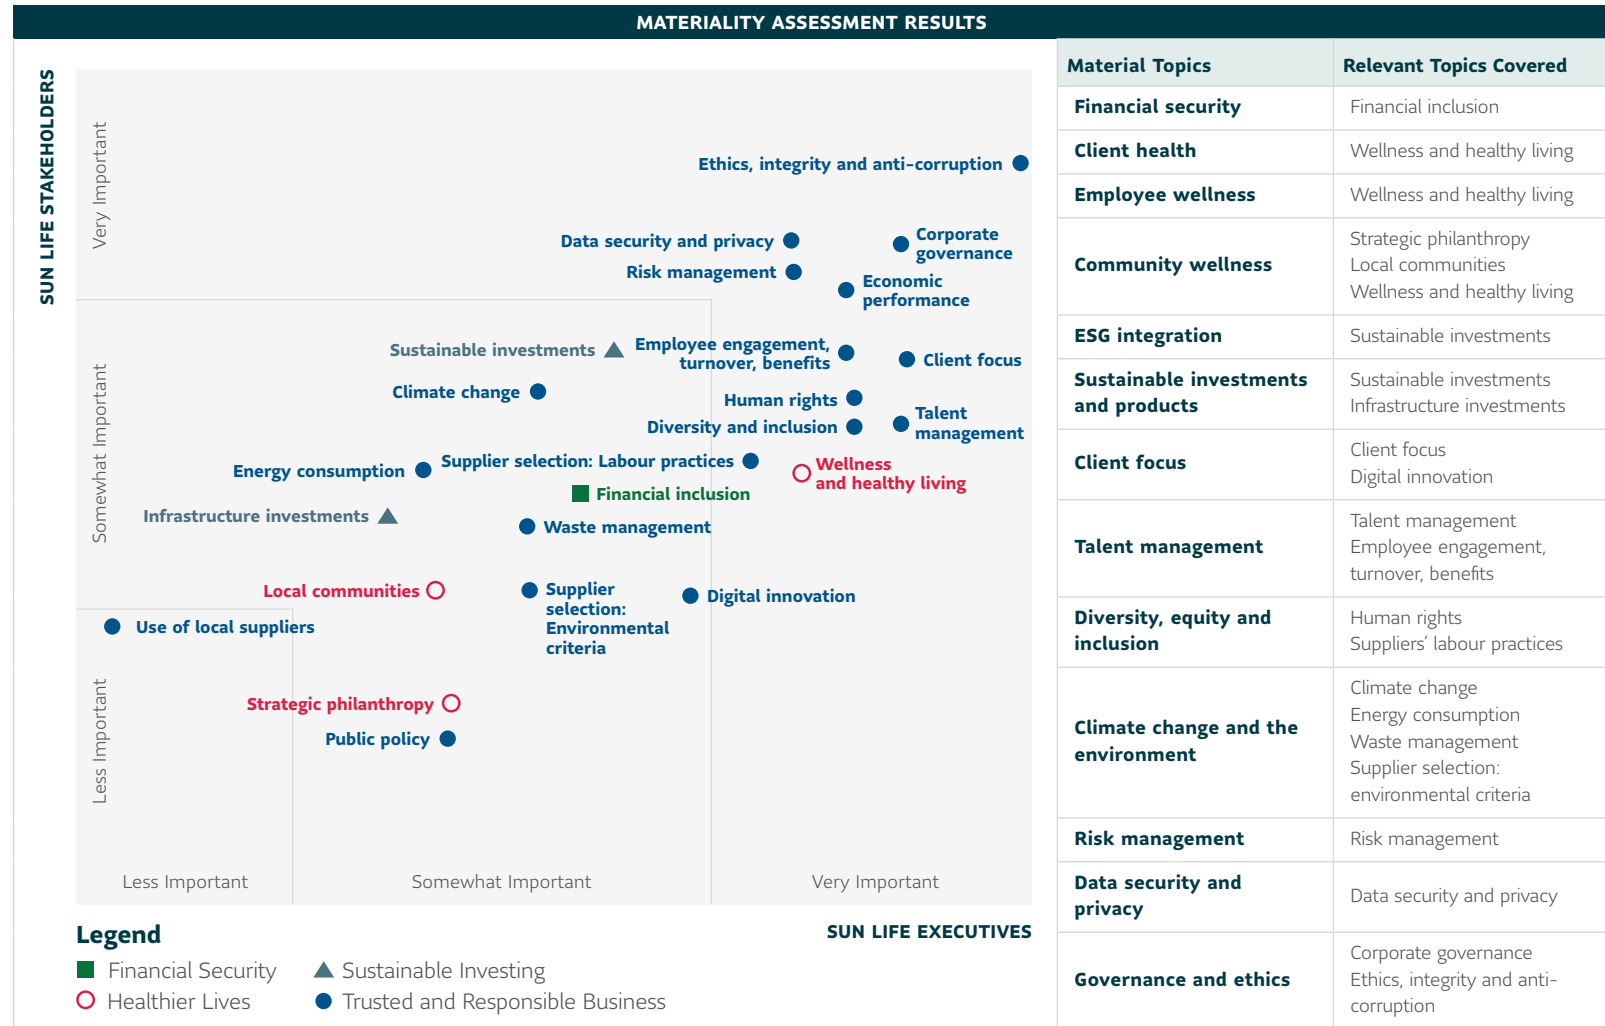 MATERIALITY ASSESSMENT RESULTS
SUN LIFE STAKEHOLDERS
Very Important
Somewhat Important
Less Important
Ethics, integrity and anti-corruption
Data security and privacy
Corporate
governance
Risk management
Economic
performance
Sustainable investments
Employee engagement,
turnover, benefits
Client focus
Climate change
Human rights
Talent
management
Diversity and inclusion
Energy consumption
Supplier selection: Labour practices
Wellness
and healthy living
Financial inclusion
Infrastructure investments
Waste management
Local communities
Supplier
selection:
Environmental
criteria
Digital innovation
Use of local suppliers
Strategic philanthropy
Public policy
Less Important
Somewhat Important
Very Important
SUN LIFE EXECUTIVES
Legend
Financial Security
Sustainable Investing
Healthier Lives
Trusted and Responsible Business
Material Topics
Relevant Topics Covered
Financial security
Financial inclusion
Client health
Wellness and healthy living
Employee wellness
Wellness and healthy living
Community wellness
Strategic philanthropy
Local communities
Wellness and healthy living
ESG integration
Sustainable investments
Sustainable investments
and products
Sustainable investments
Infrastructure investments
Client focus
Client focus
Digital innovation
Talent management
Talent management
Employee engagement,
turnover, benefits
Diversity, equity and
inclusion
Human rights
Suppliers’ labour practices
Climate change and the
environment
Climate change
Energy consumption
Waste management
Supplier selection:
environmental criteria
Risk management
Risk management
Data security and
privacy
Data security and privacy
Governance and ethics
Corporate governance
Ethics, integrity and anti-
corruption